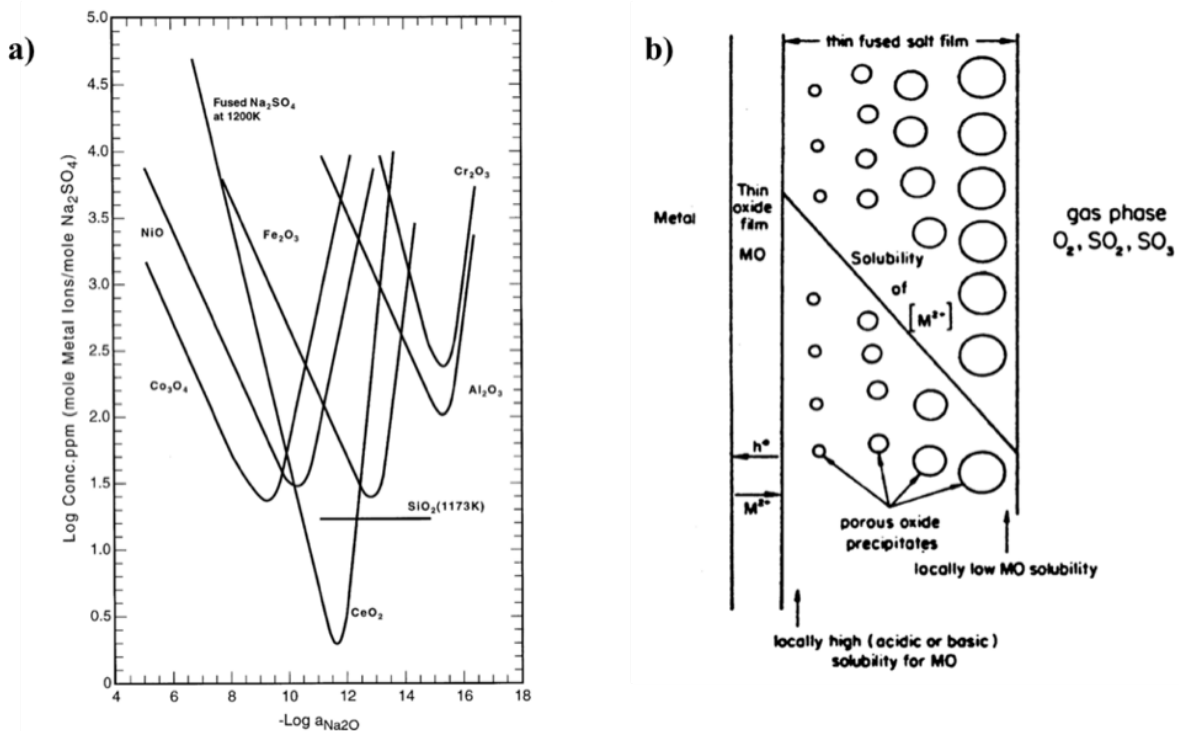 a)
Log Conc.ppm (mole Metal Ions/mole Na2SO4)
5.0
4.5
4.0
3.5
3.0
2.5
2.0
1.5
1.0
0.5
0
4
6
8
10
12
14
16
18
-Log aNa2O
Fused Na2SO4
at 1200K
Cr2O3
NiO
Fe2O3
Co3O4
Al2O3
SiO2(1173K)
CeO2
b)
thin fused salt film
Metal
Thin
oxide
film
MO
Solubility
of
[M2+]
gas phase
O2, SO2, SO3
h•
M2+
porous oxide
precipitates
locally low MO solubility
locally high (acidic or basic)
solubility for MO